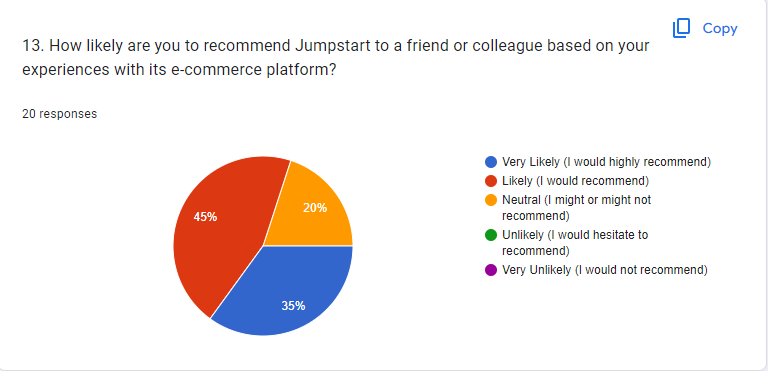 Copy
13. How likely are you to recommend Jumpstart to a friend or colleague based on your
experiences with its e-commerce platform?
20 responses
45%
20%
35%
Very Likely (I would highly recommend)
Likely (I would recommend)
Neutral (I might or might not
recommend)
Unlikely (I would hesitate to
recommend)
Very Unlikely (I would not recommend)